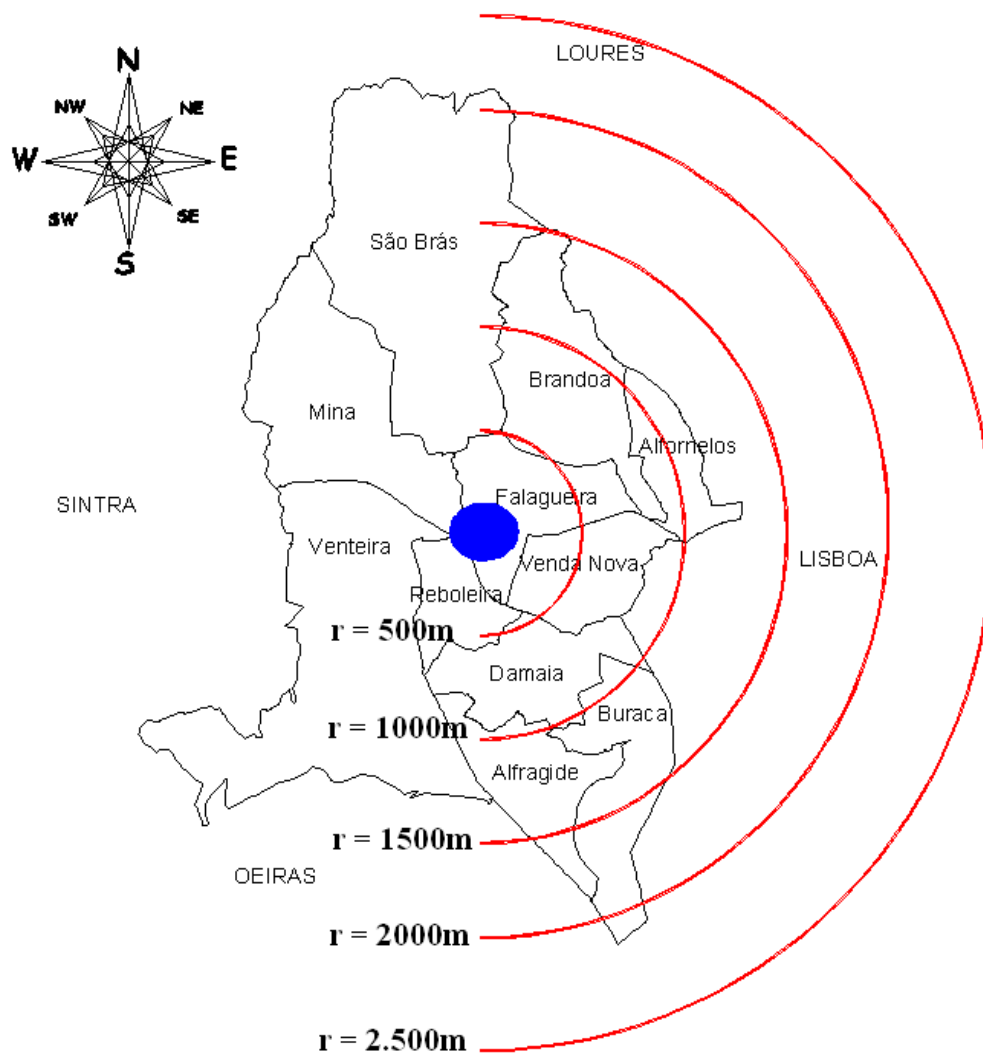 LOURES
N
NW
NE
W
E
SW
SE
S
São Brás
Brandoa
Mina
Alfornelos
SINTRA
Falagueira
Venteira
Venda Nova
LISBOA
Reboleira
r = 500m
Damaia
Buraca
r = 1000m
Alfragide
r = 1500m
OEIRAS
r = 2000m
r = 2.500m